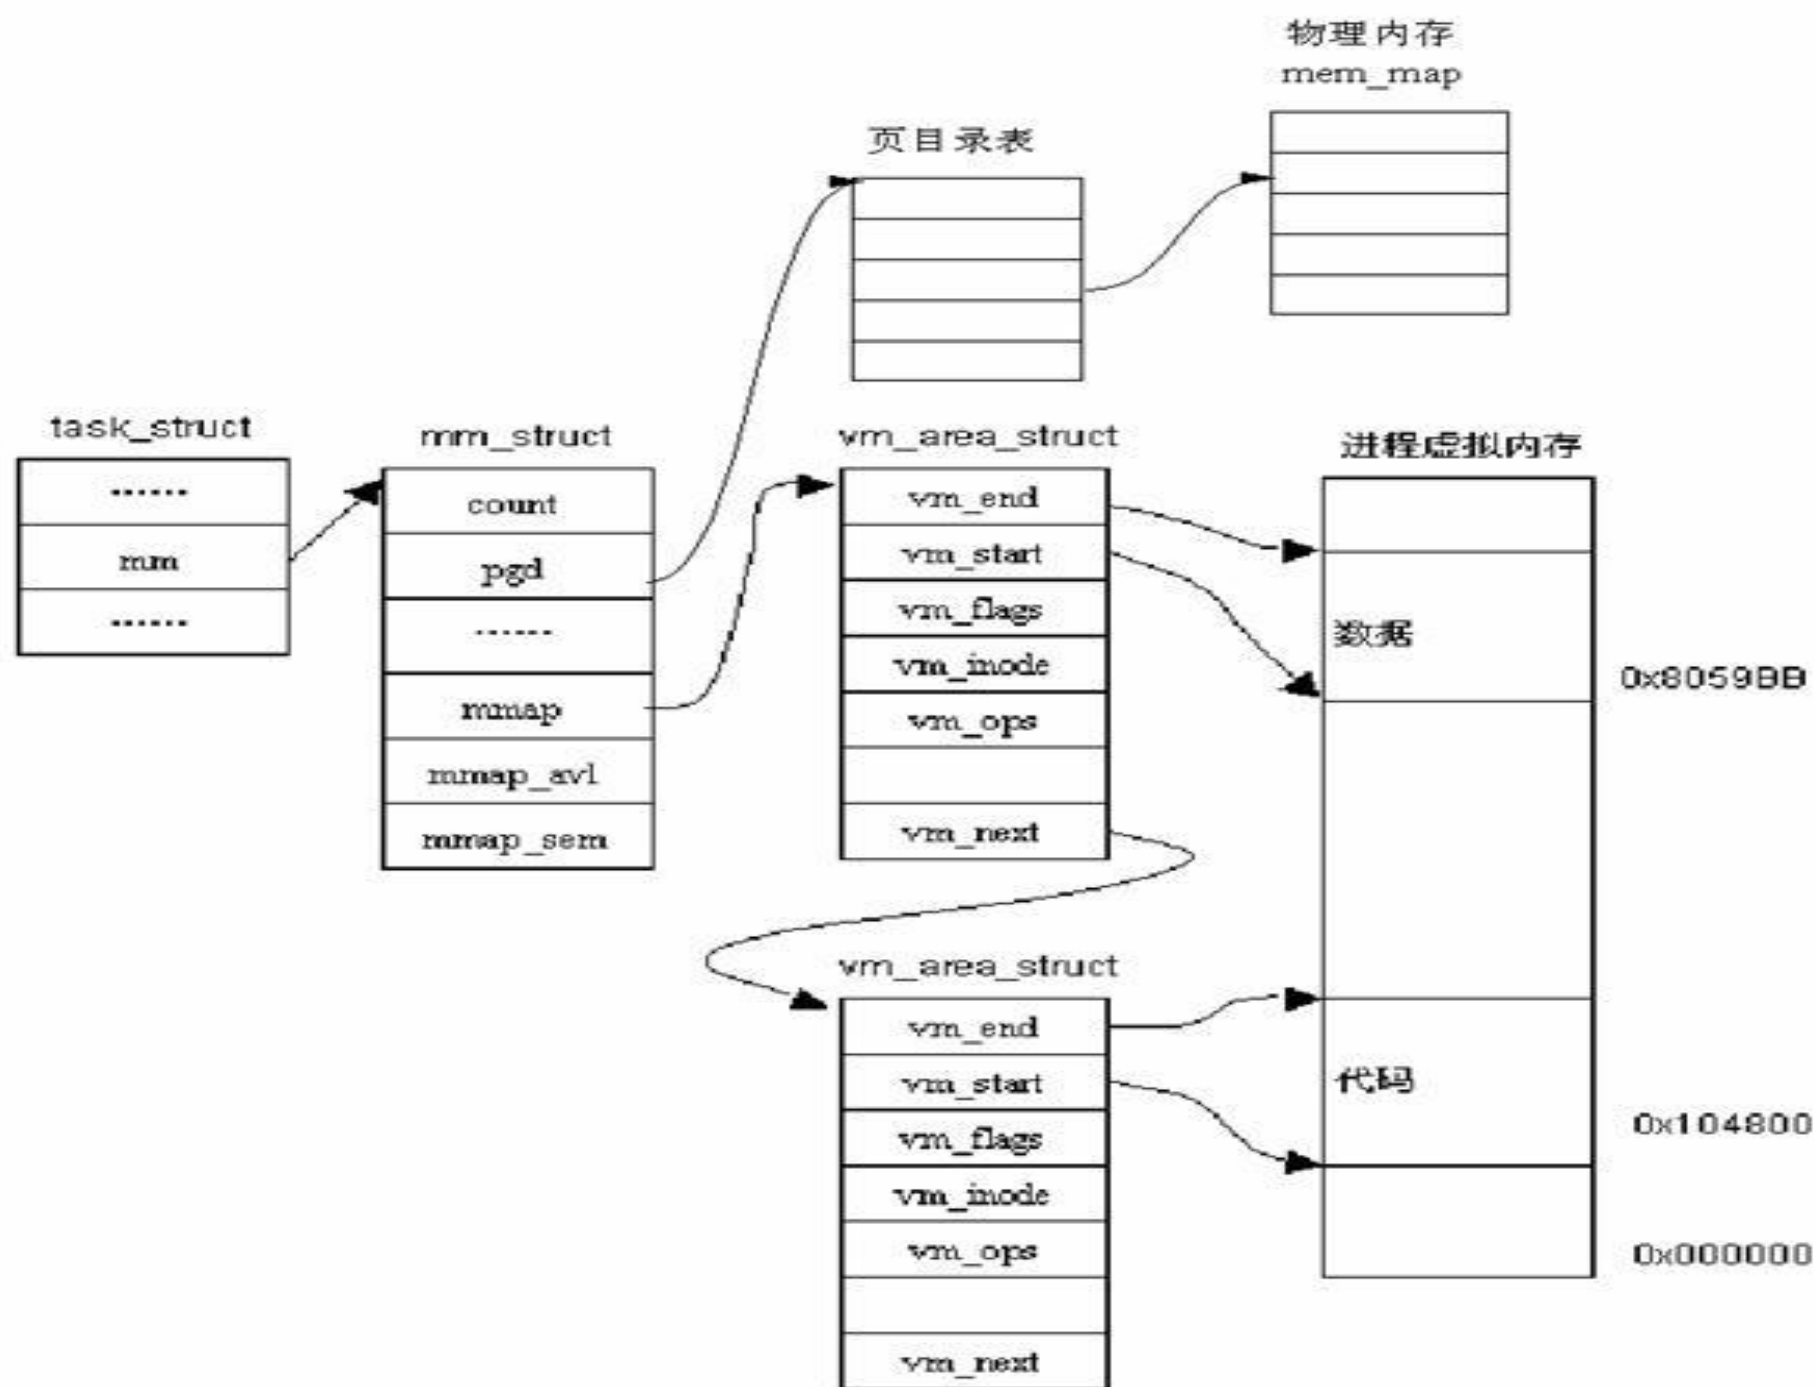 物理内存
mem_map
页目录表
task_struct
......
mm
......
mm_struct
count
pgd
......
mmap
mmap_avl
mmap_sem
vm_area_struct
vm_end
vm_start
vm_flags
vm_inode
vm_ops
vm_next
进程虚拟内存
数据
0x8059BB
代码
0x104800
0x000000
vm_area_struct
vm_end
vm_start
vm_flags
vm_inode
vm_ops
vm_next